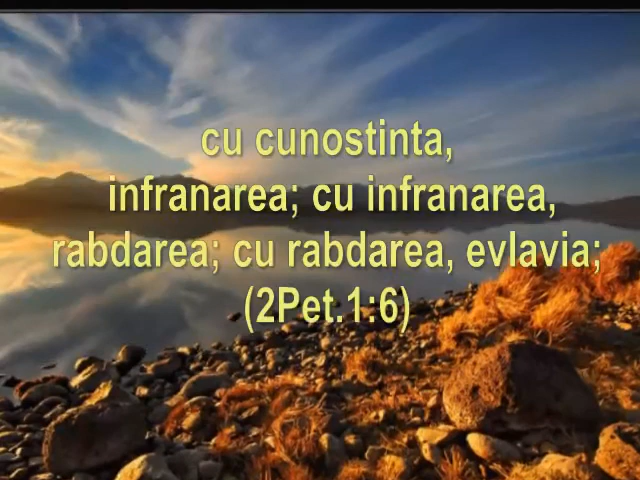 cu cunostinta,
infranarea; cu infranarea,
rabdarea; cu rabdarea, evlavia;
(2Pet.1:6)